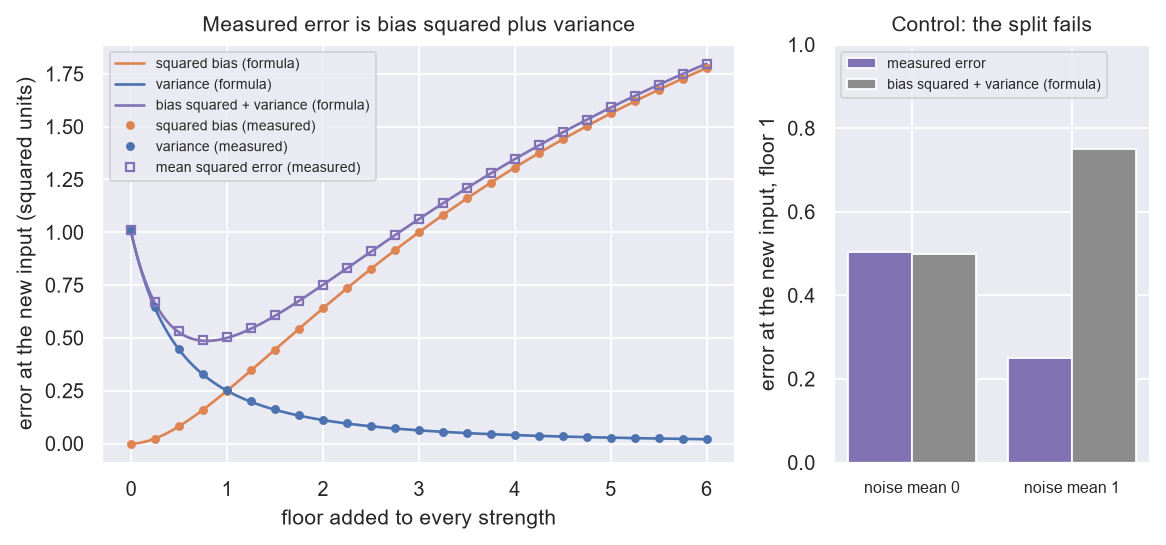 Measured error is bias squared plus variance
error at the new input (squared units)
1.75
1.50
1.25
1.00
0.75
0.50
0.25
0.00
squared bias (formula)
variance (formula)
bias squared + variance (formula)
squared bias (measured)
variance (measured)
mean squared error (measured)
0 1 2 3 4 5 6
floor added to every strength
Control: the split fails
error at the new input, floor 1
1.0
0.8
0.6
0.4
0.2
0.0
measured error
bias squared + variance (formula)
noise mean 0 noise mean 1